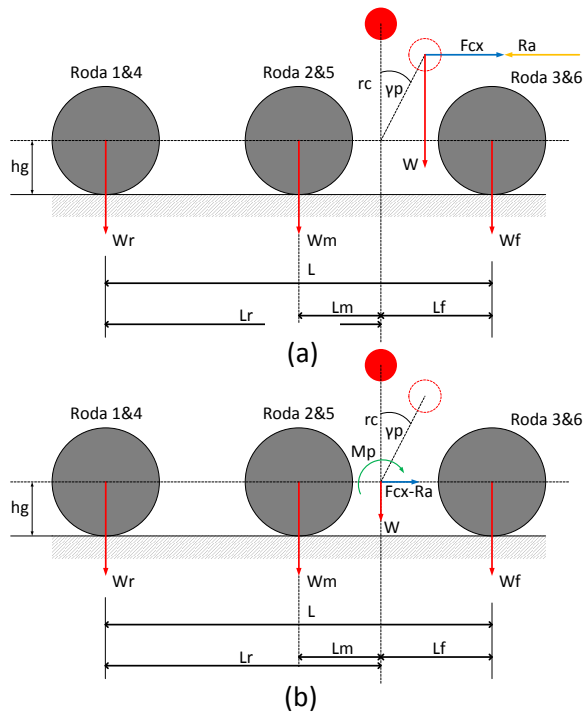 Fcx Ra
Roda 1&4 Roda 2&5 rc γp Roda 3&6
hg W
Wr Wm Wf
L
Lm Lf
Lr
(a)
Roda 1&4 Roda 2&5 rc γp Roda 3&6
Mp
hg Fcx-Ra
W
Wr Wm Wf
L
Lm Lf
Lr
(b)